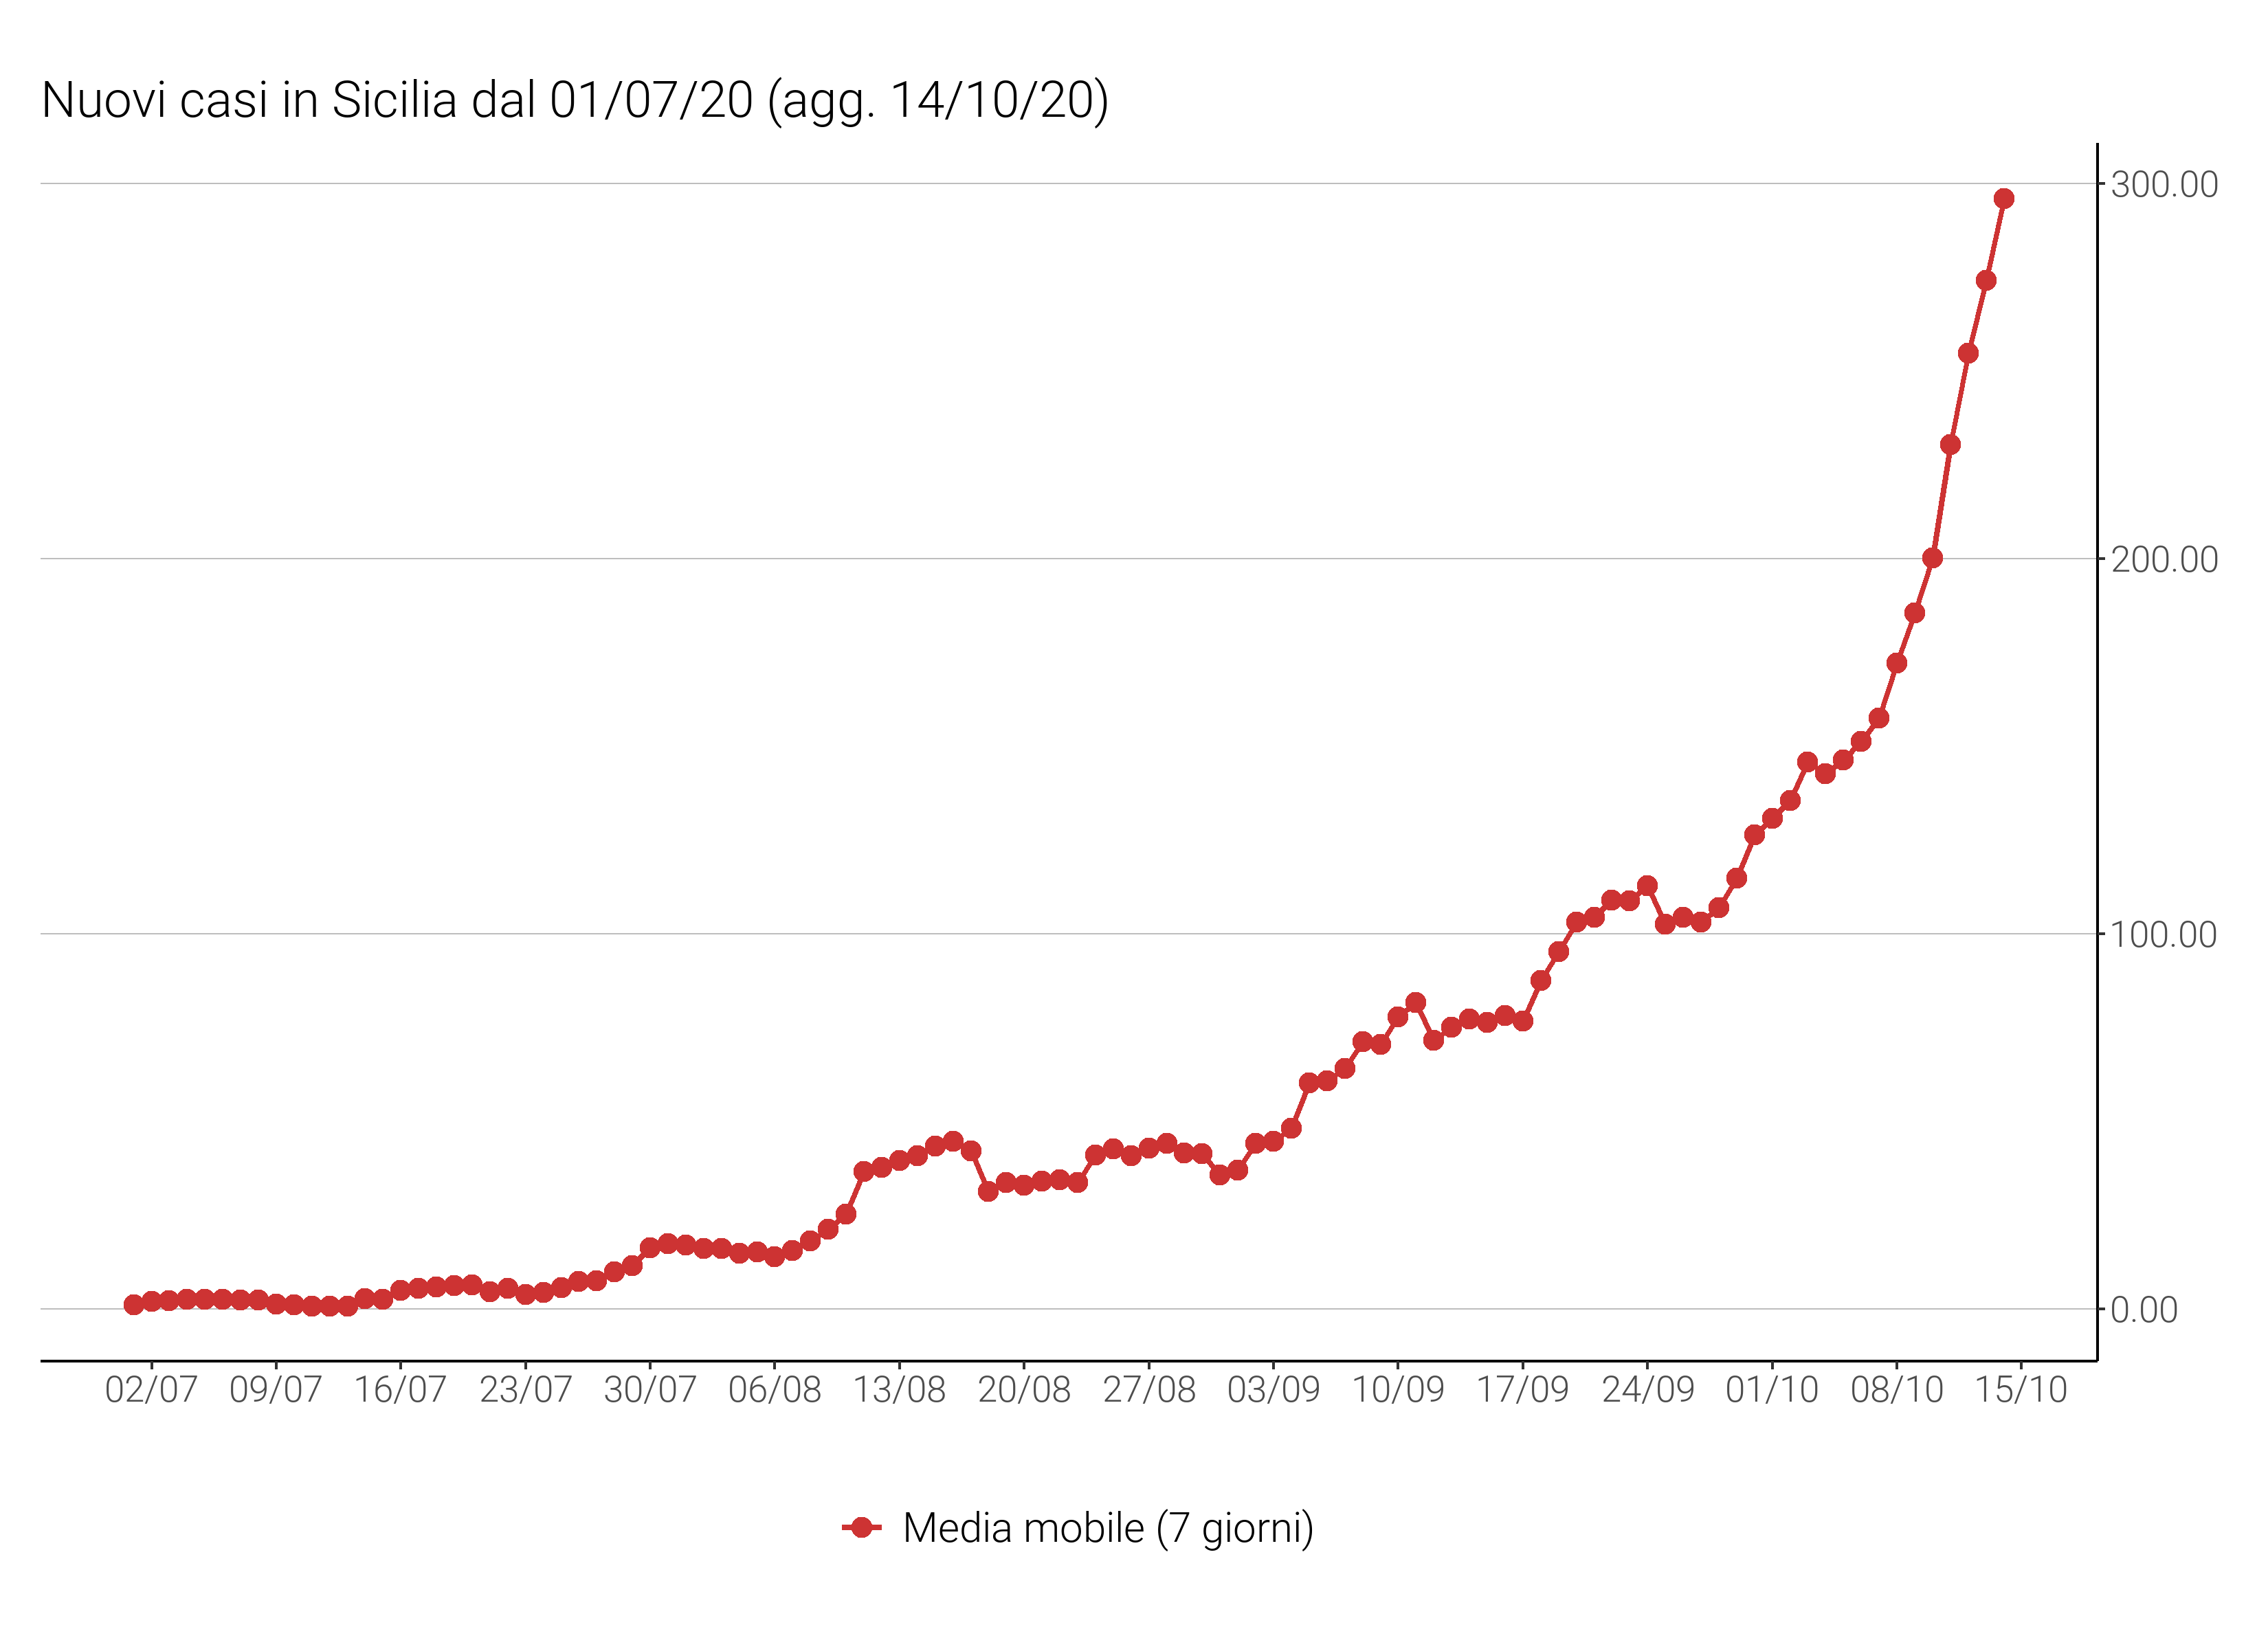 Nuovi casi in Sicilia dal 01/07/20 (agg. 14/10/20)
300.00
200.00
100.00
0.00
02/07 09/07 16/07 23/07 30/07 06/08 13/08 20/08 27/08 03/09 10/09 17/09 24/09 01/10 08/10 15/10
Media mobile (7 giorni)